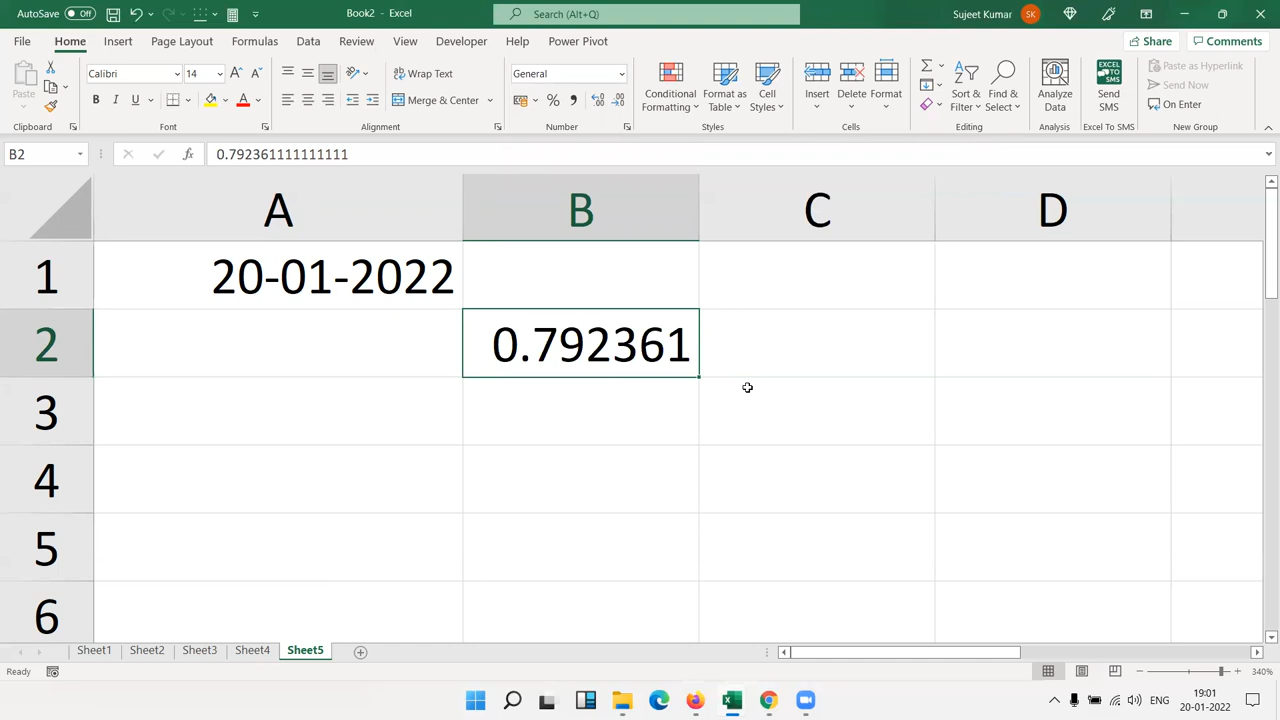 AutoSave Off Book2 - Excel Search (Alt+Q) Sujeet Kumar SK
File Home Insert Page Layout Formulas Data Review View Developer Help Power Pivot Share Comments
Paste Calibri 14 Wrap Text General Conditional Formatting Format as Table Cell Styles Insert Delete Format Sort & Filter Find & Select Analyze Data Send SMS Paste as Hyperlink
Send Now
B I U Merge & Center On Enter
Clipboard Font Alignment Number Styles Cells Editing Analysis Excel To SMS New Group
B2 fx 0.792361111111111
A B C D
1 20-01-2022
2 0.792361
3
4
5
6
Sheet1 Sheet2 Sheet3 Sheet4 Sheet5
Ready 340%
ENG 19:01
20-01-2022